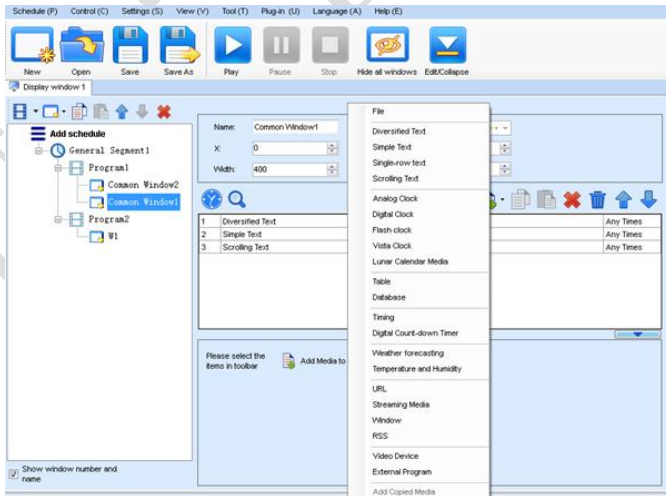 Schedule (P) Control (C) Settings (S) View (V) Tool (T) Plug-in (U) Language (A) Help (E)
New Open Save Save As Play Pause Stop Hide all windows Edit/Collapse
Display window 1
Add schedule
General Segment1
Program1
Common Window2
Common Window1
Program2
W1
Show window number and name
Name: Common Window1
X: 0
Width: 400
1 Diversified Text Any Times
2 Simple Text Any Times
3 Scrolling Text Any Times
Please select the
items in toolbar
Add Media to
File
Diversified Text
Simple Text
Single-row text
Scrolling Text
Analog Clock
Digital Clock
Flash clock
Vista Clock
Lunar Calendar Media
Table
Database
Timing
Digital Count-down Timer
Weather forecasting
Temperature and Humidity
URL
Streaming Media
Window
RSS
Video Device
External Program
Add Copied Media